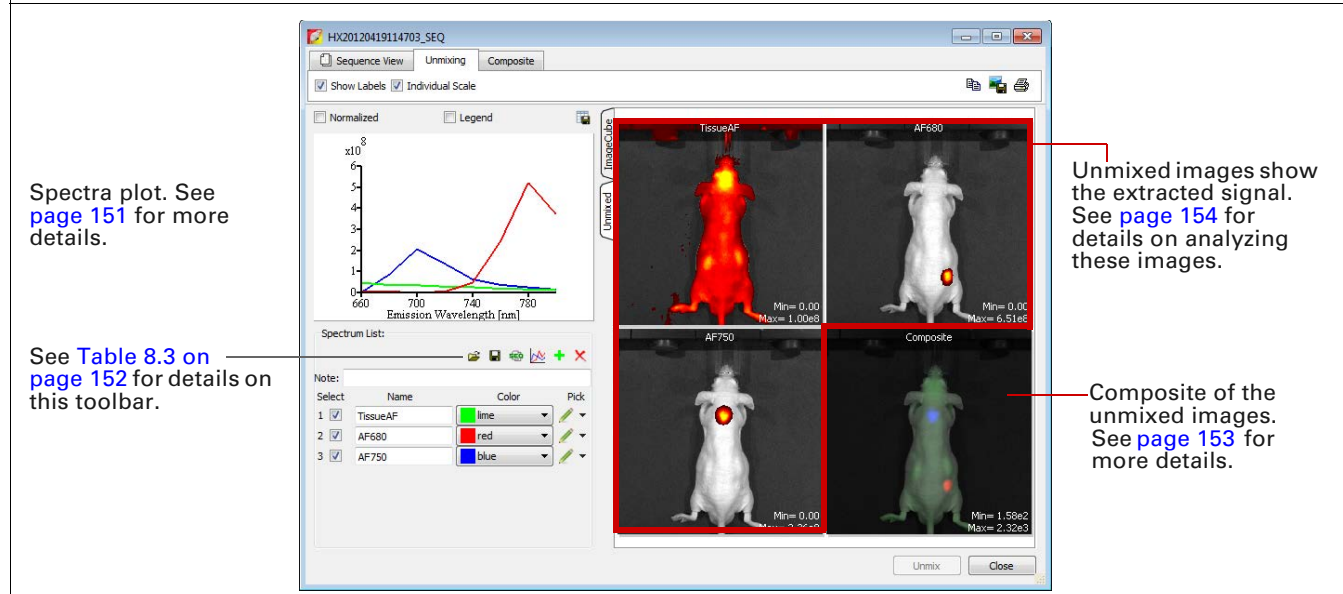 HX20120419114703_SEQ
Sequence View Unmixing Composite
Show Labels Individual Scale
Normalized Legend
x10
8
6
5
4
3
2
1
0
660 700 740 780
Emission Wavelength [nm]
Spectrum List:
Note:
Select Name Color Pick
1 TissueAF lime
2 AF680 red
3 AF750 blue
ImageCube
Unmixed
TissueAF
Min= 0.00
Max= 1.00e8
AF680
Min= 0.00
Max= 6.51e8
AF750
Min= 0.00
Composite
Min= 1.58e2
Max= 2.32e3
Unmix Close
Spectra plot. See
page 151 for more
details.
See Table 8.3 on
page 152 for details on
this toolbar.
Unmixed images show
the extracted signal.
See page 154 for
details on analyzing
these images.
Composite of the
unmixed images.
See page 153 for
more details.